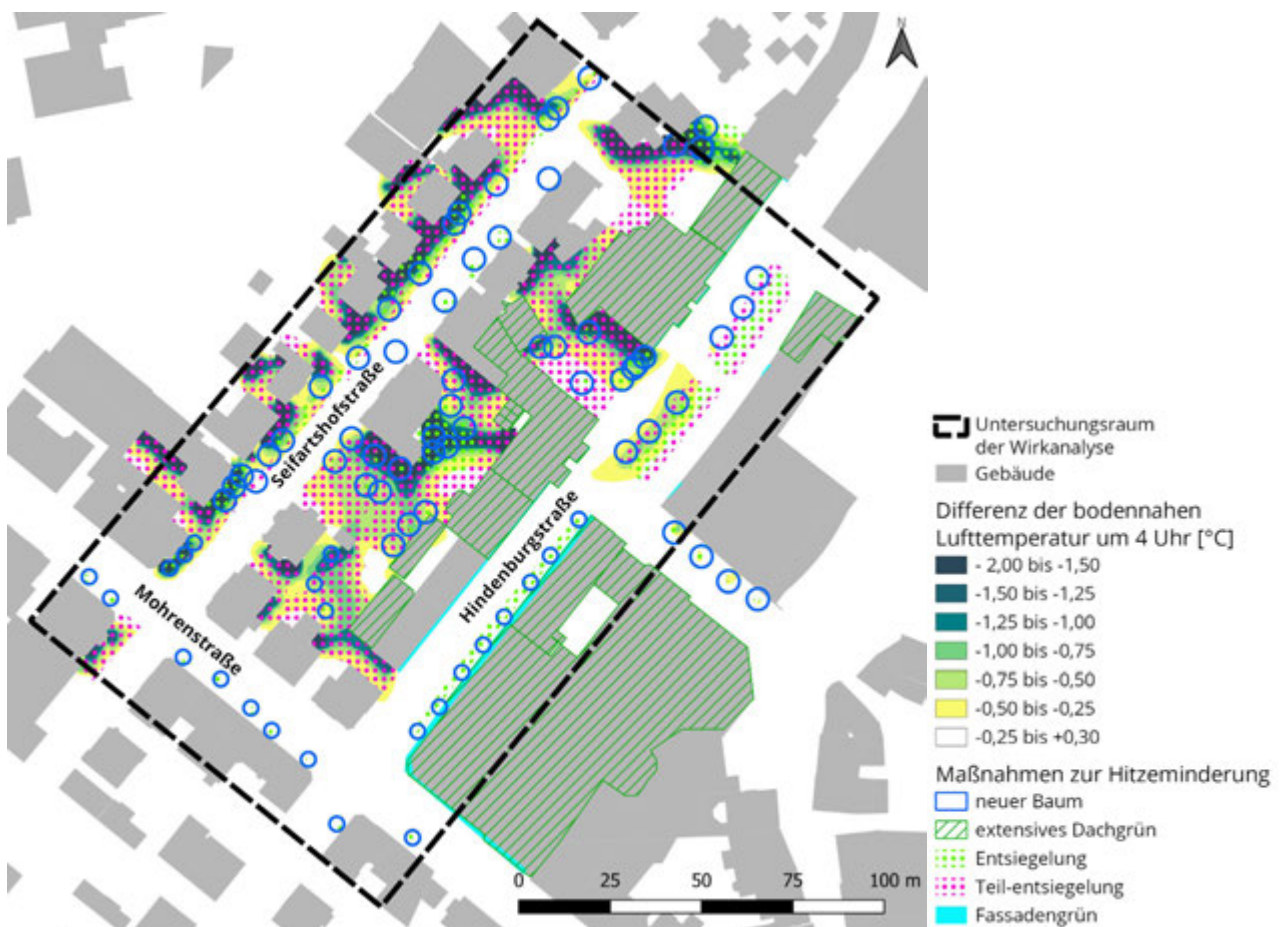 N
Seifartshofstraße
Mohrenstraße
Hindenburgstraße
0 25 50 75 100 m
Untersuchungsraum
der Wirkanalyse
Gebäude
Differenz der bodennahen
Lufttemperatur um 4 Uhr [°C]
- 2,00 bis -1,50
-1,50 bis -1,25
-1,25 bis -1,00
-1,00 bis -0,75
-0,75 bis -0,50
-0,50 bis -0,25
-0,25 bis +0,30
Maßnahmen zur Hitzeminderung
neuer Baum
extensives Dachgrün
Entsiegelung
Teil-entsiegelung
Fassadengrün